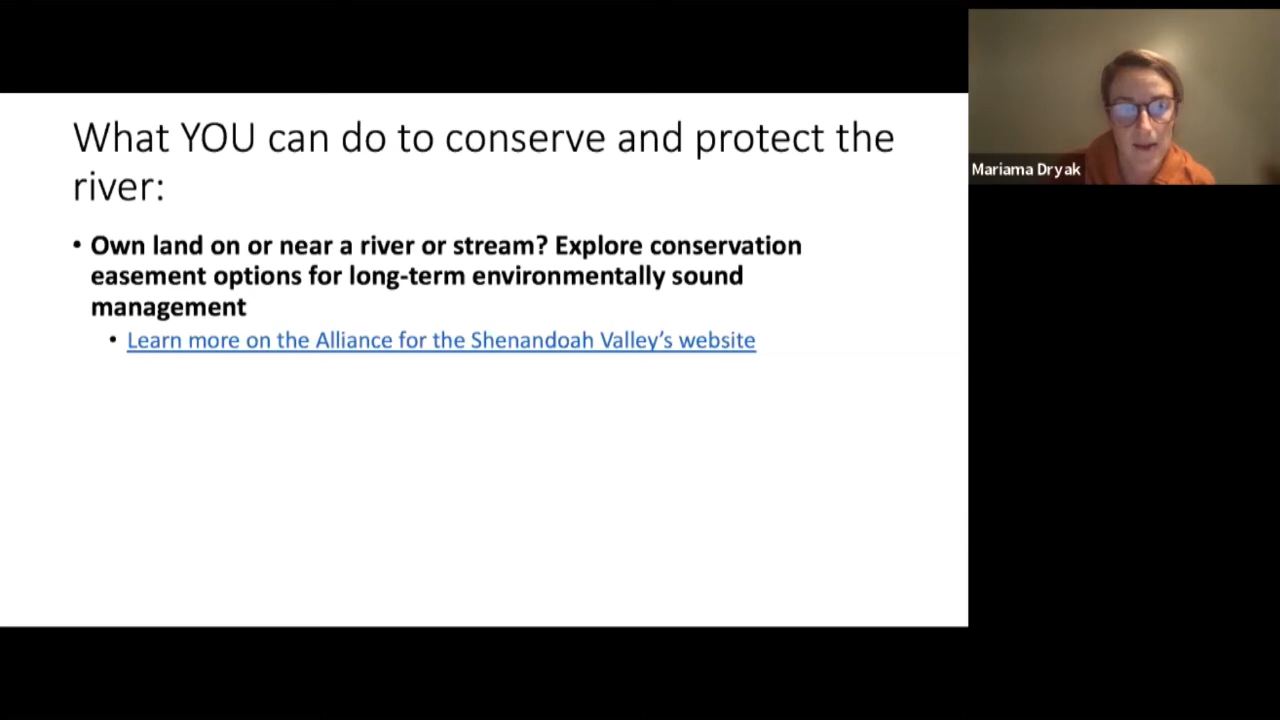 What YOU can do to conserve and protect the
river:
• Own land on or near a river or stream? Explore conservation
easement options for long-term environmentally sound
management
• Learn more on the Alliance for the Shenandoah Valley's website
Mariama Dryak